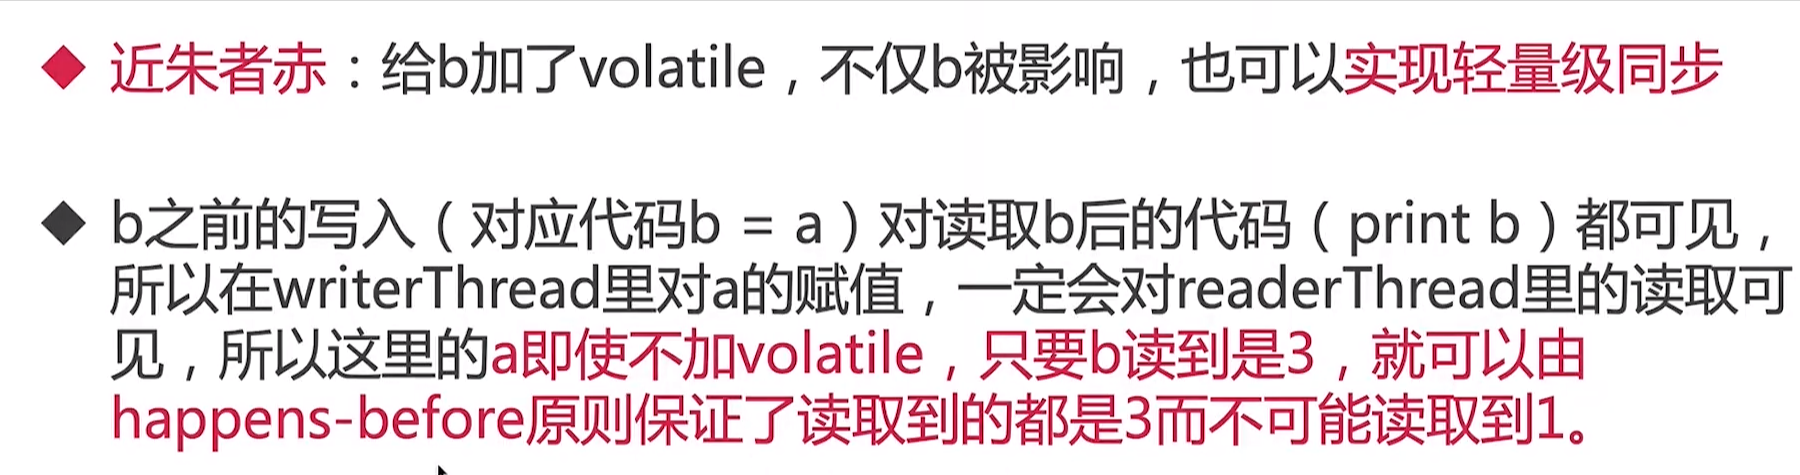 近朱者赤：给b加了volatile，不仅b被影响，也可以实现轻量级同步
b之前的写入（对应代码b = a）对读取b后的代码（print b）都可见，
所以在writerThread里对a的赋值，一定会对readerThread里的读取可
见，所以这里的a即使不加volatile，只要b读到是3，就可以由
happens-before原则保证了读取到的都是3而不可能读取到1。